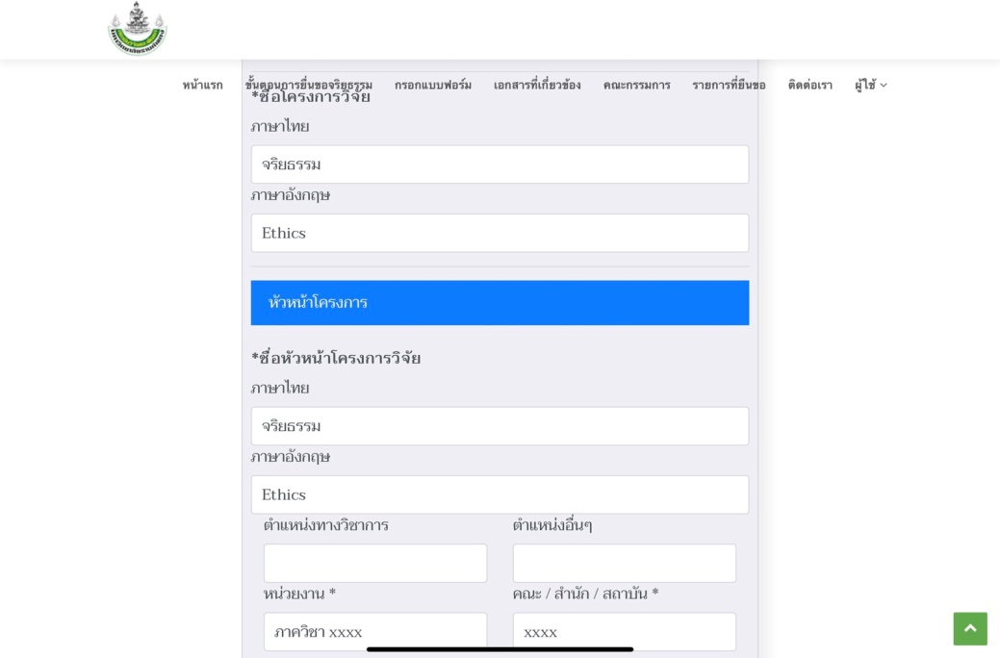 หน้าแรก ขั้นตอนการยื่นขอจริยธรรม กรอกแบบฟอร์ม เอกสารที่เกี่ยวข้อง คณะกรรมการ รายการที่ยื่นขอ ติดต่อเรา ผู้ใช้
*ชื่อโครงการวิจัย
ภาษาไทย
จริยธรรม
ภาษาอังกฤษ
Ethics
หัวหน้าโครงการ
*ชื่อหัวหน้าโครงการวิจัย
ภาษาไทย
จริยธรรม
ภาษาอังกฤษ
Ethics
ตำแหน่งทางวิชาการ ตำแหน่งอื่นๆ
หน่วยงาน * คณะ / สำนัก / สถาบัน *
ภาควิชา xxxx xxxx